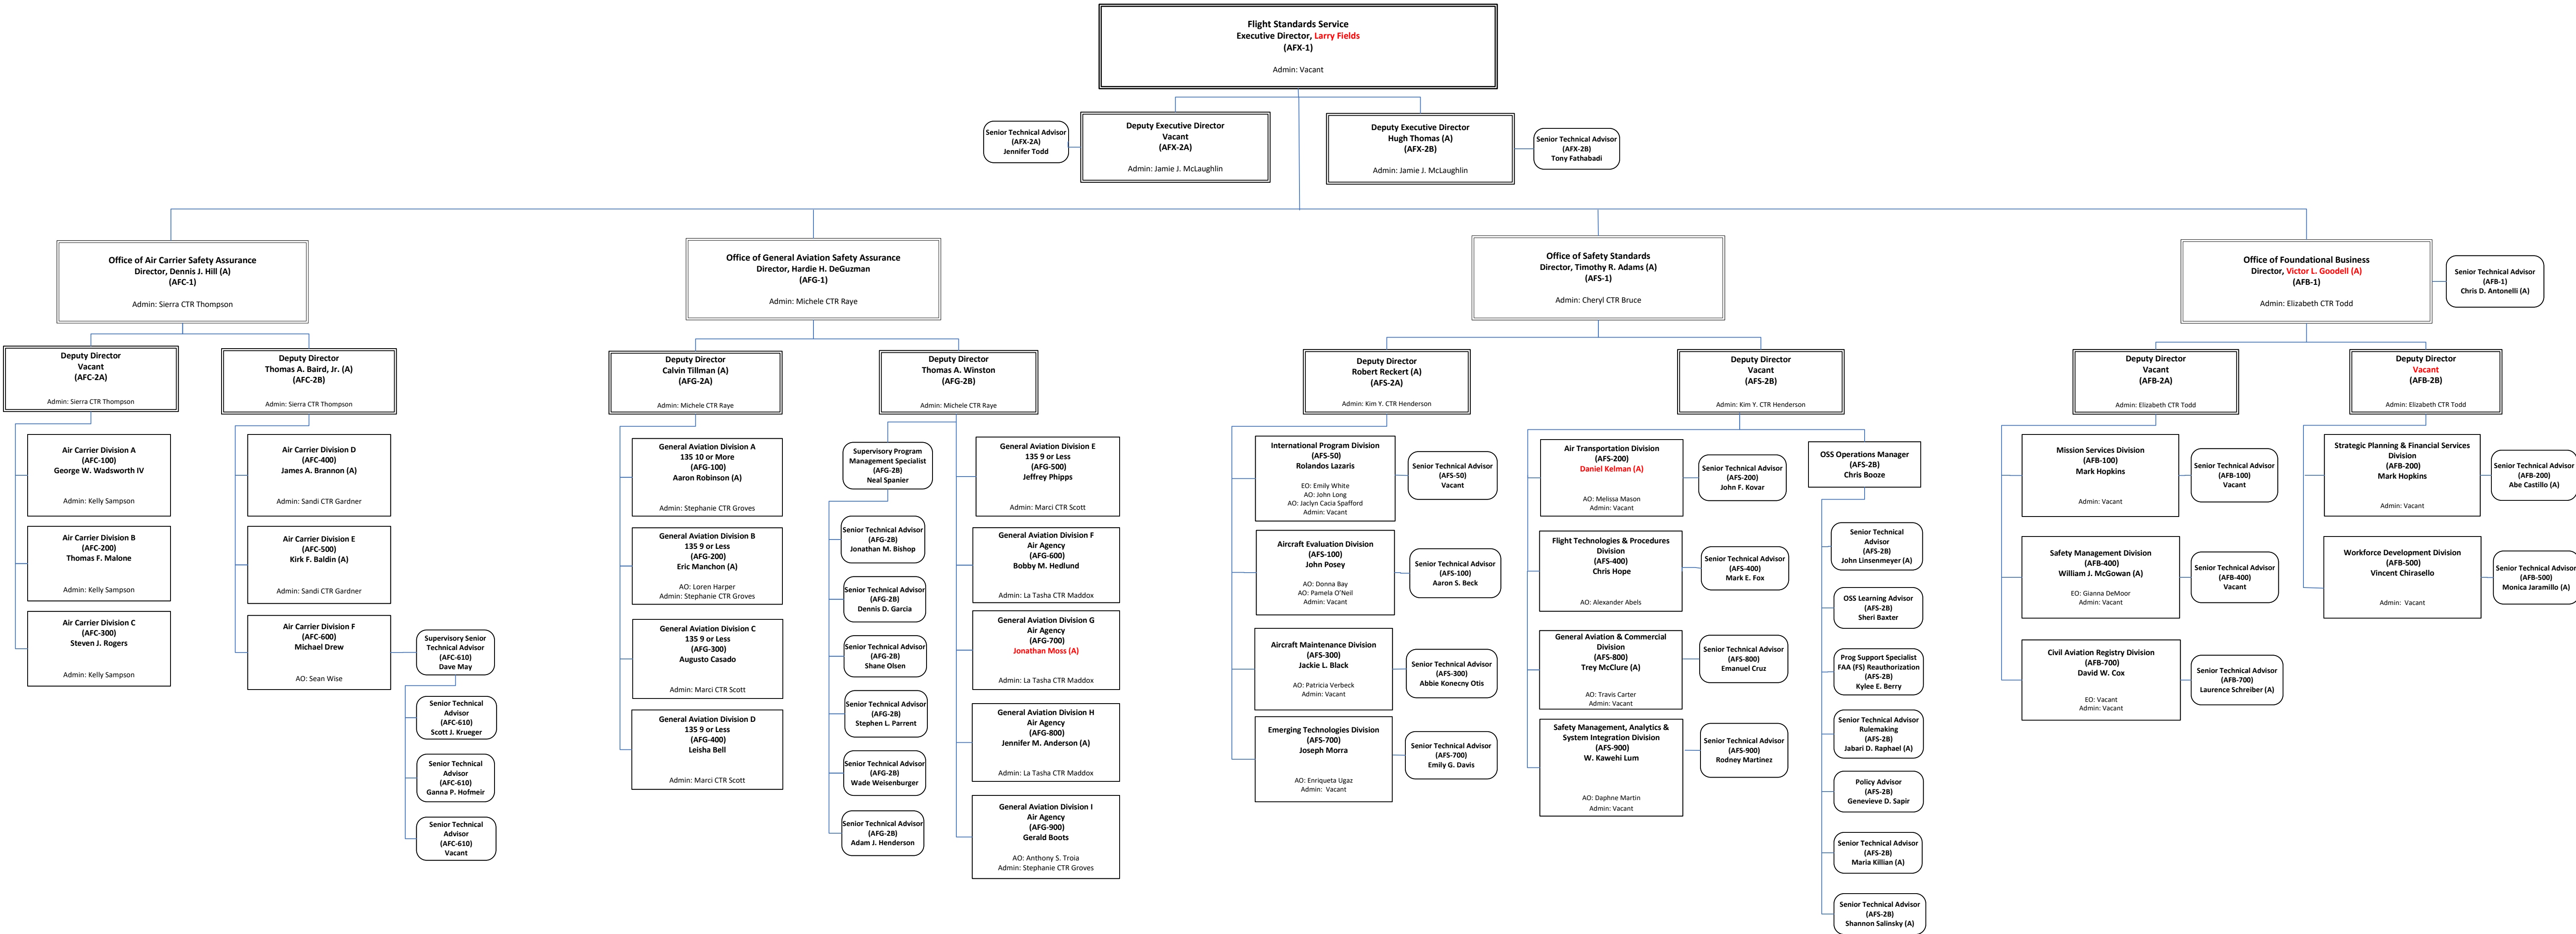 Flight Standards Service
Executive Director, Larry Fields
(AFX-1)
Admin: Vacant
Senior Technical Advisor
(AFX-2A)
Jennifer Todd
Deputy Executive Director
Vacant
(AFX-2A)
Admin: Jamie J. McLaughlin
Deputy Executive Director
Hugh Thomas (A)
(AFX-2B)
Admin: Jamie J. McLaughlin
Senior Technical Advisor
(AFX-2B)
Tony Fathabadi
Office of Air Carrier Safety Assurance
Director, Dennis J. Hill (A)
(AFC-1)
Admin: Sierra CTR Thompson
Office of General Aviation Safety Assurance
Director, Hardie H. DeGuzman
(AFG-1)
Admin: Michele CTR Raye
Office of Safety Standards
Director, Timothy R. Adams (A)
(AFS-1)
Admin: Cheryl CTR Bruce
Office of Foundational Business
Director, Victor L. Goodell (A)
(AFB-1)
Admin: Elizabeth CTR Todd
Senior Technical Advisor
(AFB-1)
Chris D. Antonelli (A)
Deputy Director
Vacant
(AFC-2A)
Admin: Sierra CTR Thompson
Deputy Director
Thomas A. Baird, Jr. (A)
(AFC-2B)
Admin: Sierra CTR Thompson
Deputy Director
Calvin Tillman (A)
(AFG-2A)
Admin: Michele CTR Raye
Deputy Director
Thomas A. Winston
(AFG-2B)
Admin: Michele CTR Raye
Deputy Director
Robert Reckert (A)
(AFS-2A)
Admin: Kim Y. CTR Henderson
Deputy Director
Vacant
(AFS-2B)
Admin: Kim Y. CTR Henderson
Deputy Director
Vacant
(AFB-2A)
Admin: Elizabeth CTR Todd
Deputy Director
Vacant
(AFB-2B)
Admin: Elizabeth CTR Todd
Air Carrier Division A
(AFC-100)
George W. Wadsworth IV
Admin: Kelly Sampson
Air Carrier Division B
(AFC-200)
Thomas F. Malone
Admin: Kelly Sampson
Air Carrier Division C
(AFC-300)
Steven J. Rogers
Admin: Kelly Sampson
Air Carrier Division D
(AFC-400)
James A. Brannon (A)
Admin: Sandi CTR Gardner
Air Carrier Division E
(AFC-500)
Kirk F. Baldin (A)
Admin: Sandi CTR Gardner
Air Carrier Division F
(AFC-600)
Michael Drew
AO: Sean Wise
Supervisory Senior
Technical Advisor
(AFC-610)
Dave May
Senior Technical
Advisor
(AFC-610)
Scott J. Krueger
Senior Technical
Advisor
(AFC-610)
Ganna P. Hofmeir
Senior Technical
Advisor
(AFC-610)
Vacant
General Aviation Division A
135 10 or More
(AFG-100)
Aaron Robinson (A)
Admin: Stephanie CTR Groves
General Aviation Division B
135 9 or Less
(AFG-200)
Eric Manchon (A)
AO: Loren Harper
Admin: Stephanie CTR Groves
General Aviation Division C
135 9 or Less
(AFG-300)
Augusto Casado
Admin: Marci CTR Scott
General Aviation Division D
135 9 or Less
(AFG-400)
Leisha Bell
Admin: Marci CTR Scott
Supervisory Program
Management Specialist
(AFG-2B)
Neal Spanier
Senior Technical Advisor
(AFG-2B)
Jonathan M. Bishop
Senior Technical Advisor
(AFG-2B)
Dennis D. Garcia
Senior Technical Advisor
(AFG-2B)
Shane Olsen
Senior Technical Advisor
(AFG-2B)
Stephen L. Parrent
Senior Technical Advisor
(AFG-2B)
Wade Weisenburger
Senior Technical Advisor
(AFG-2B)
Adam J. Henderson
General Aviation Division E
135 9 or Less
(AFG-500)
Jeffrey Phipps
Admin: Marci CTR Scott
General Aviation Division F
Air Agency
(AFG-600)
Bobby M. Hedlund
Admin: La Tasha CTR Maddox
General Aviation Division G
Air Agency
(AFG-700)
Jonathan Moss (A)
Admin: La Tasha CTR Maddox
General Aviation Division H
Air Agency
(AFG-800)
Jennifer M. Anderson (A)
Admin: La Tasha CTR Maddox
General Aviation Division I
Air Agency
(AFG-900)
Gerald Boots
AO: Anthony S. Troia
Admin: Stephanie CTR Groves
International Program Division
(AFS-50)
Rolandos Lazaris
EO: Emily White
AO: John Long
AO: Jaclyn Cacia Spafford
Admin: Vacant
Senior Technical Advisor
(AFS-50)
Vacant
Aircraft Evaluation Division
(AFS-100)
John Posey
AO: Donna Bay
AO: Pamela O'Neil
Admin: Vacant
Senior Technical Advisor
(AFS-100)
Aaron S. Beck
Aircraft Maintenance Division
(AFS-300)
Jackie L. Black
AO: Patricia Verbeck
Admin: Vacant
Senior Technical Advisor
(AFS-300)
Abbie Konecny Otis
Emerging Technologies Division
(AFS-700)
Joseph Morra
AO: Enriqueta Ugaz
Admin: Vacant
Senior Technical Advisor
(AFS-700)
Emily G. Davis
Air Transportation Division
(AFS-200)
Daniel Kelman (A)
AO: Melissa Mason
Admin: Vacant
Senior Technical Advisor
(AFS-200)
John F. Kovar
Flight Technologies & Procedures
Division
(AFS-400)
Chris Hope
AO: Alexander Abels
Senior Technical Advisor
(AFS-400)
Mark E. Fox
General Aviation & Commercial
Division
(AFS-800)
Trey McClure (A)
AO: Travis Carter
Admin: Vacant
Senior Technical Advisor
(AFS-800)
Emanuel Cruz
Safety Management, Analytics &
System Integration Division
(AFS-900)
W. Kawehi Lum
AO: Daphne Martin
Admin: Vacant
Senior Technical Advisor
(AFS-900)
Rodney Martinez
OSS Operations Manager
(AFS-2B)
Chris Booze
Senior Technical
Advisor
(AFS-2B)
John Linsenmeyer (A)
OSS Learning Advisor
(AFS-2B)
Sheri Baxter
Prog Support Specialist
FAA (FS) Reauthorization
(AFS-2B)
Kylee E. Berry
Senior Technical Advisor
Rulemaking
(AFS-2B)
Jabari D. Raphael (A)
Policy Advisor
(AFS-2B)
Genevieve D. Sapir
Senior Technical Advisor
(AFS-2B)
Maria Killian (A)
Senior Technical Advisor
(AFS-2B)
Shannon Salinsky (A)
Mission Services Division
(AFB-100)
Mark Hopkins
Admin: Vacant
Senior Technical Advisor
(AFB-100)
Vacant
Safety Management Division
(AFB-400)
William J. McGowan (A)
EO: Gianna DeMoor
Admin: Vacant
Senior Technical Advisor
(AFB-400)
Vacant
Civil Aviation Registry Division
(AFB-700)
David W. Cox
EO: Vacant
Admin: Vacant
Senior Technical Advisor
(AFB-700)
Laurence Schreiber (A)
Strategic Planning & Financial Services
Division
(AFB-200)
Mark Hopkins
Admin: Vacant
Senior Technical Advisor
(AFB-200)
Abe Castillo (A)
Workforce Development Division
(AFB-500)
Vincent Chirasello
Admin: Vacant
Senior Technical Advisor
(AFB-500)
Monica Jaramillo (A)